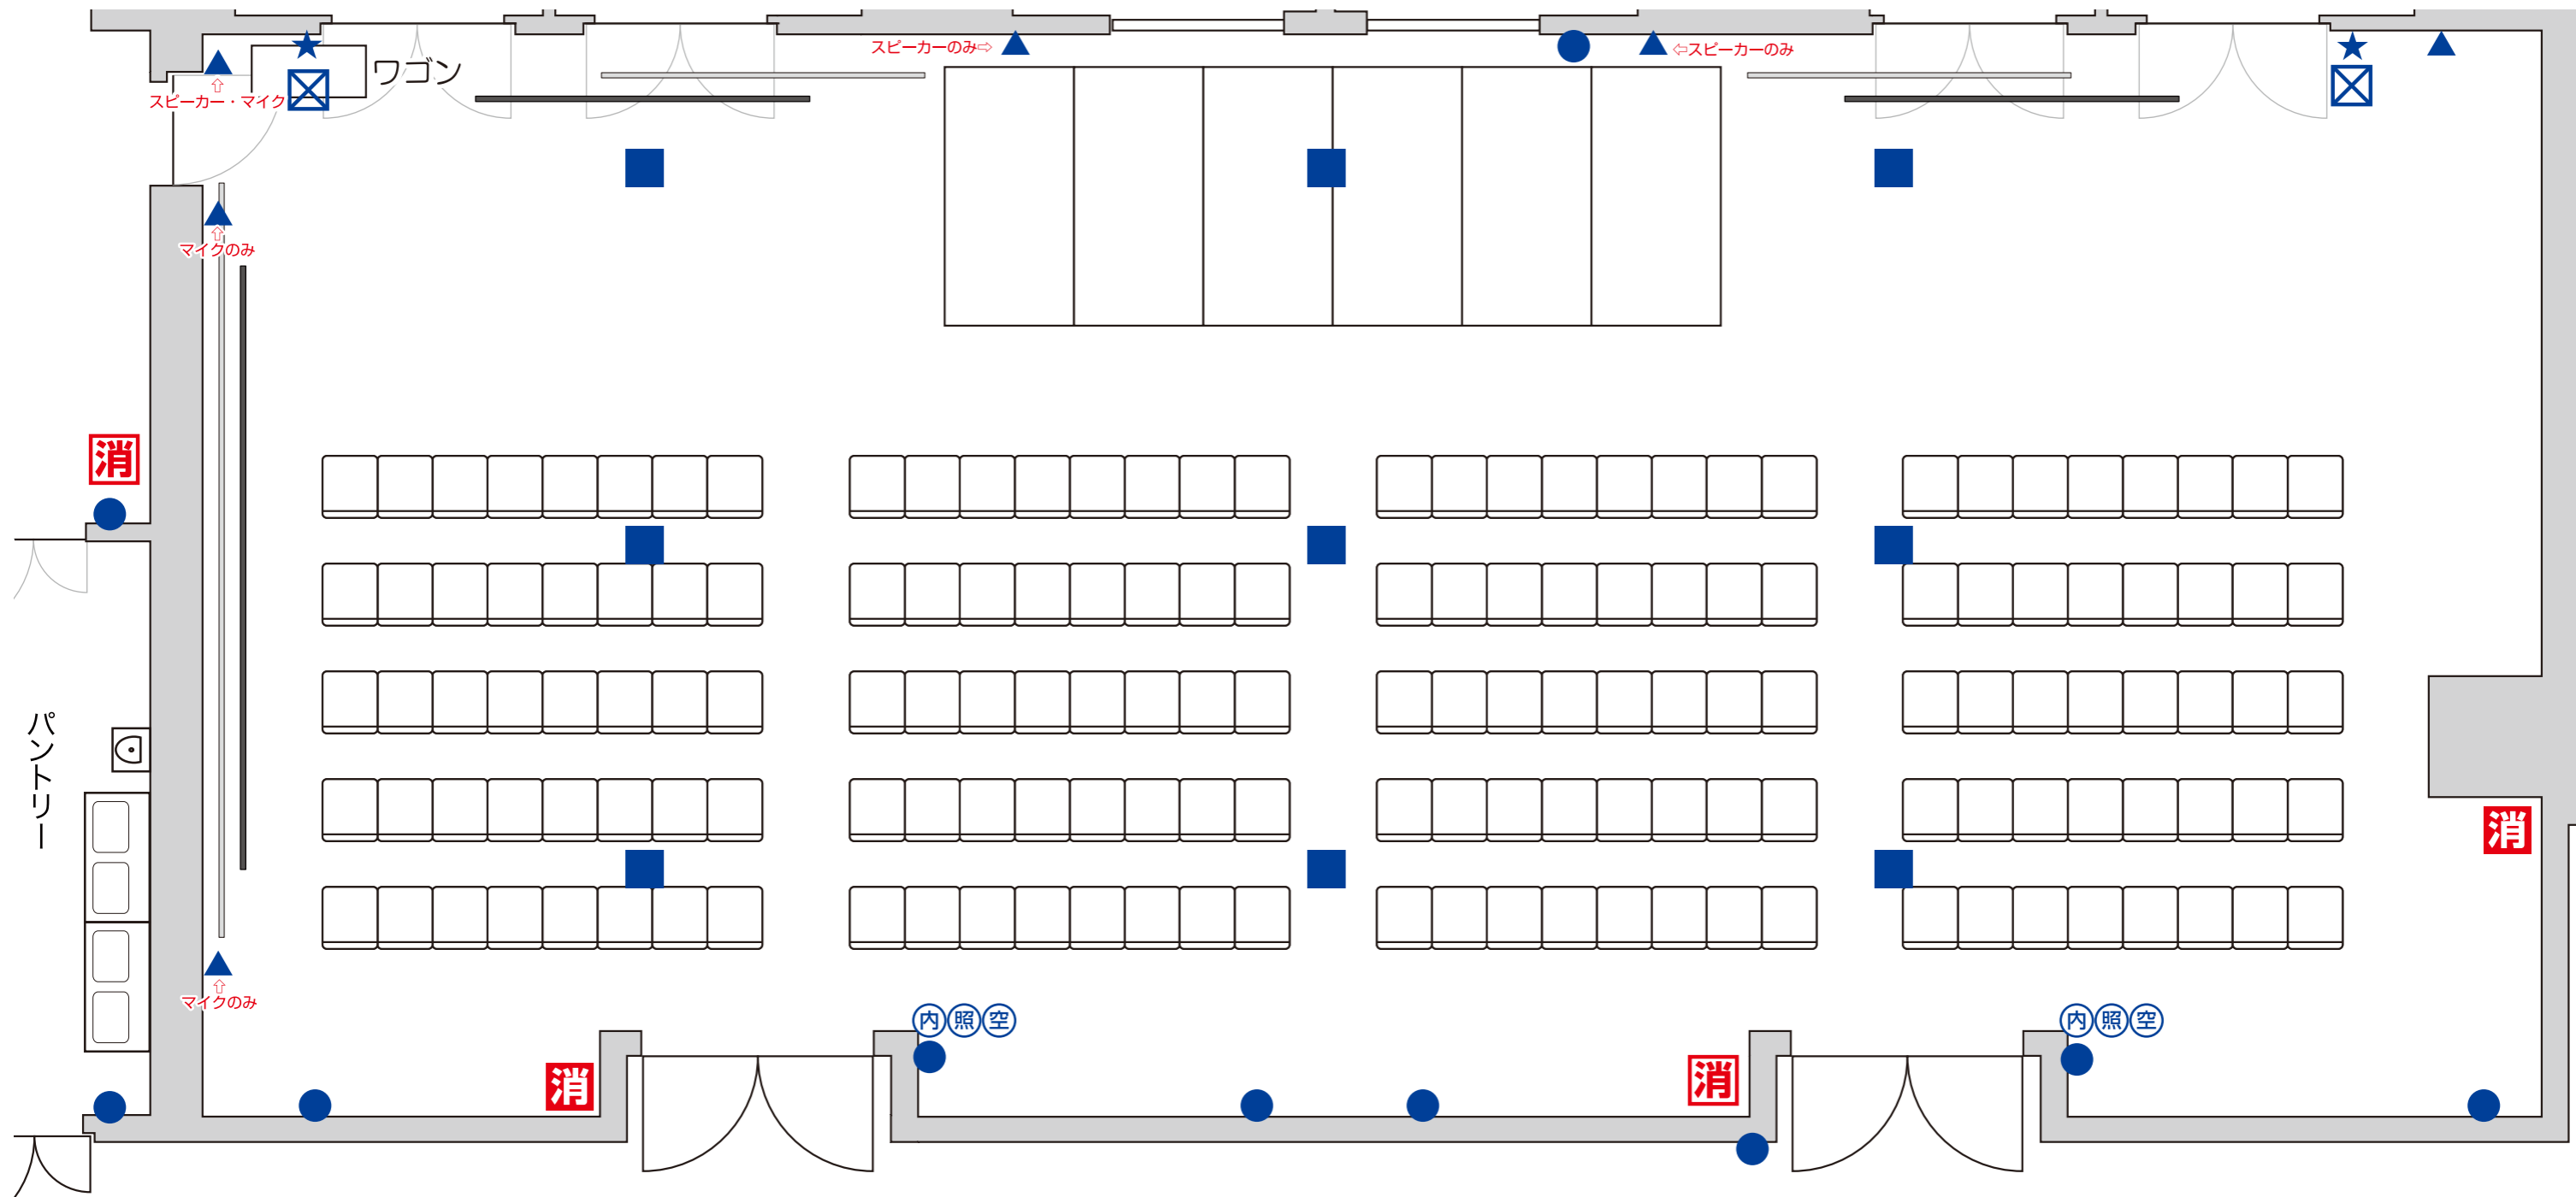 スピーカーのみ⇨
⇦スピーカーのみ
ワゴン
⇧
スピーカー・マイク
⇧
マイクのみ
消
パントリー
消
⇧
マイクのみ
内 照 空
内 照 空
消
消